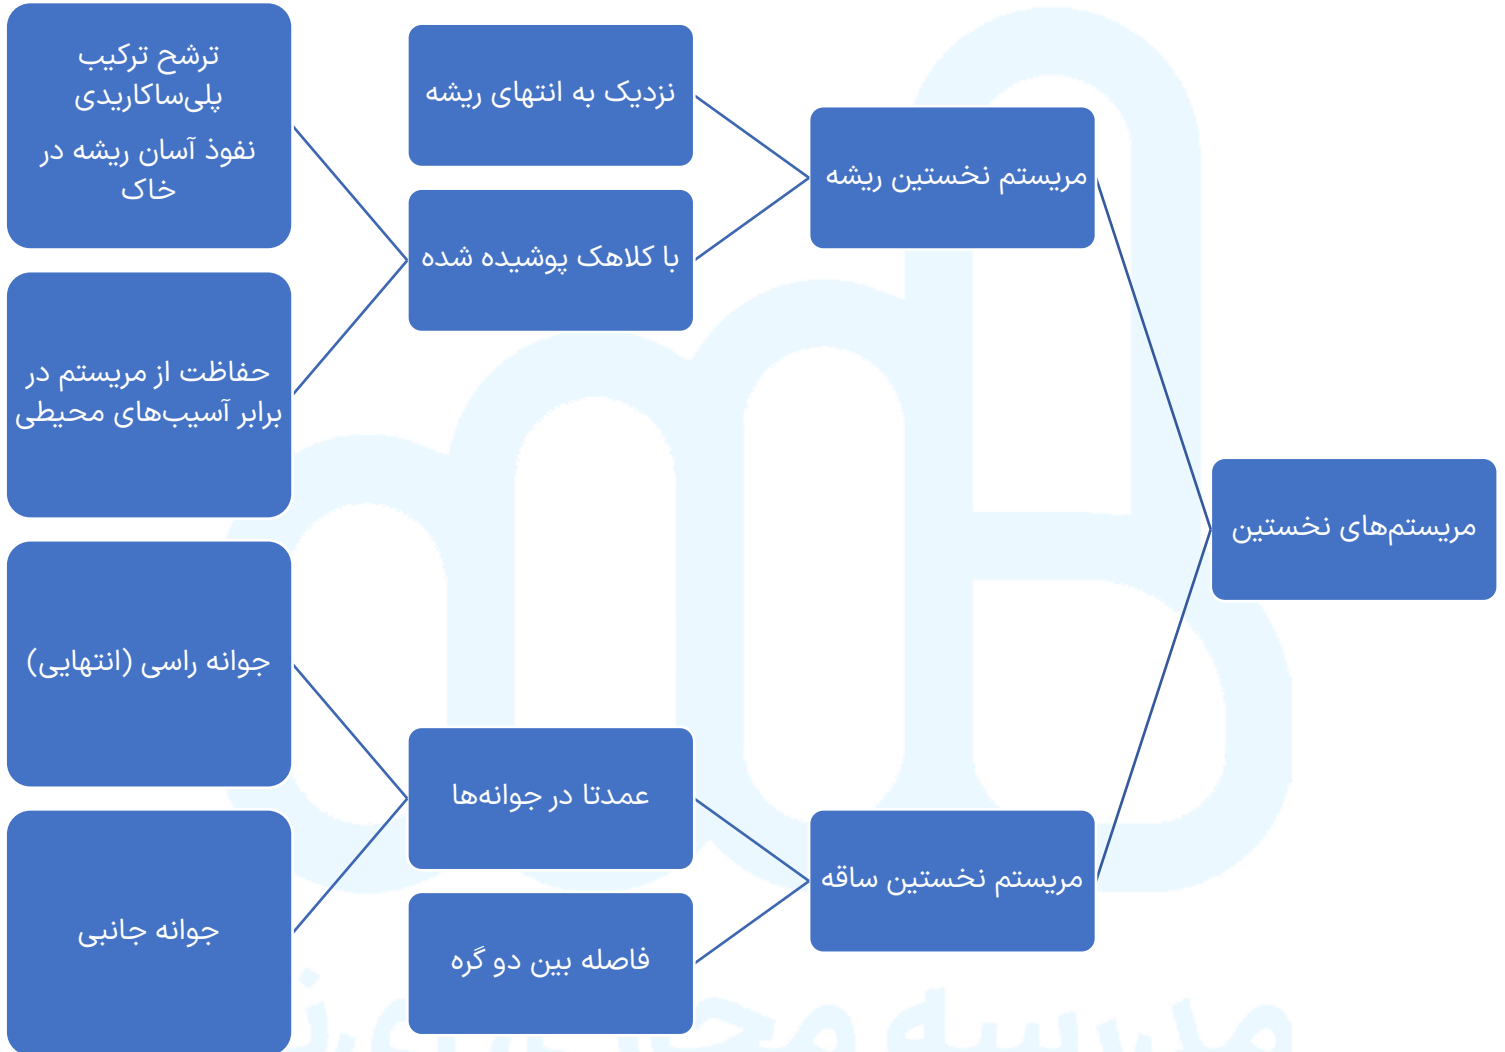 مریستم‌های نخستین
مریستم نخستین ریشه
نزدیک به انتهای ریشه
با کلاهک پوشیده شده
ترشح ترکیب
پلی‌ساکاریدی
نفوذ آسان ریشه در
خاک
حفاظت از مریستم در
برابر آسیب‌های محیطی
مریستم نخستین ساقه
عمدتا در جوانه‌ها
جوانه راسی (انتهایی)
جوانه جانبی
فاصله بین دو گره
مدرسه